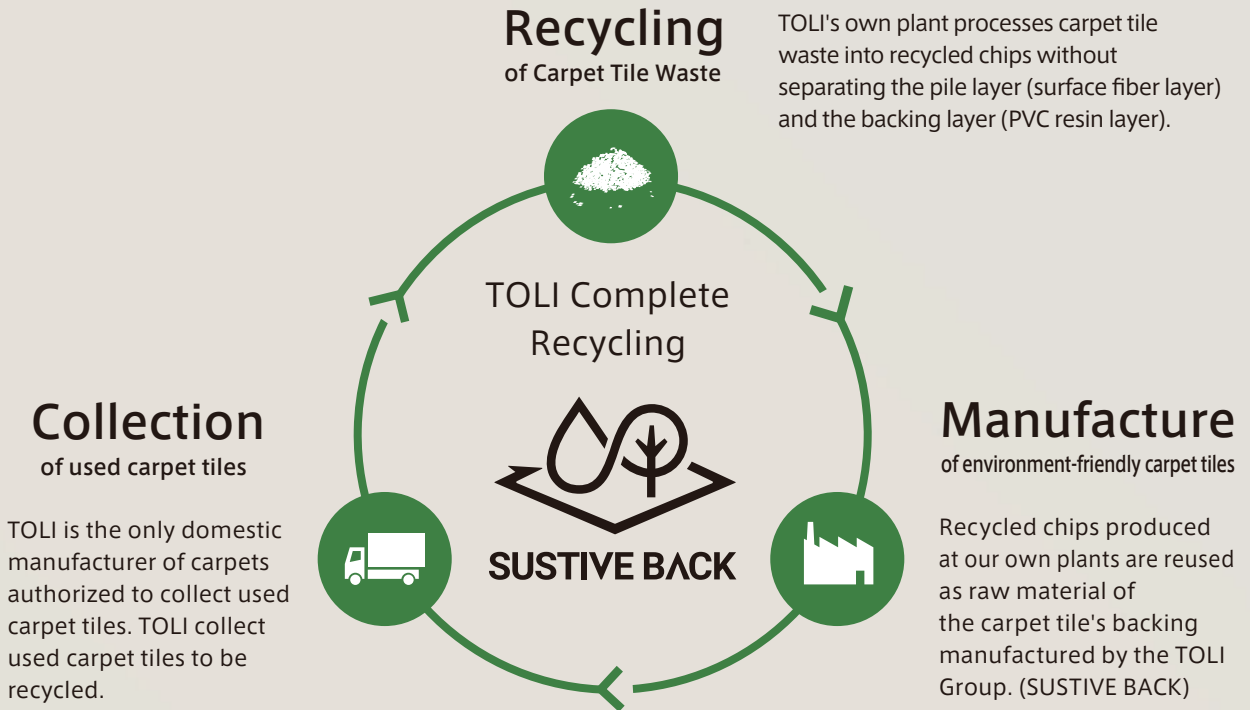 Recycling
of Carpet Tile Waste
TOLI's own plant processes carpet tile
waste into recycled chips without
separating the pile layer (surface fiber layer)
and the backing layer (PVC resin layer).
TOLI Complete
Recycling
SUSTIVE BACK
Collection
of used carpet tiles
TOLI is the only domestic
manufacturer of carpets
authorized to collect used
carpet tiles. TOLI collect
used carpet tiles to be
recycled.
Manufacture
of environment-friendly carpet tiles
Recycled chips produced
at our own plants are reused
as raw material of
the carpet tile's backing
manufactured by the TOLI
Group. (SUSTIVE BACK)